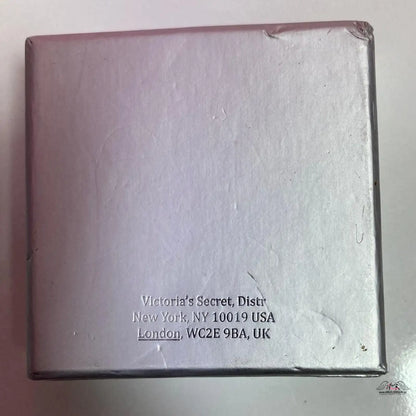 Victoria's Secret, Distr
New York, NY 10019 USA
London, WC2E 9BA, UK